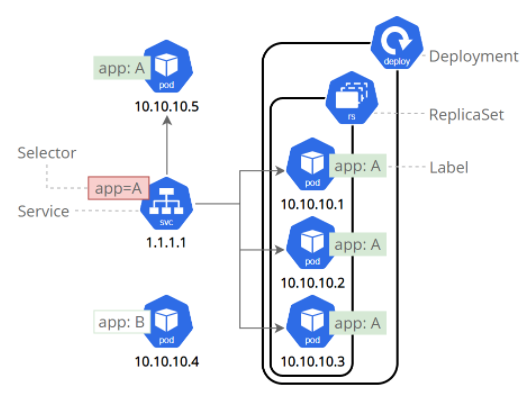 deploy
Deployment
app: A
pod
10.10.10.5
rs
ReplicaSet
Selector
app=A
Service
svc
1.1.1.1
pod
app: A
Label
10.10.10.1
pod
app: A
10.10.10.2
app: B
pod
10.10.10.4
pod
app: A
10.10.10.3